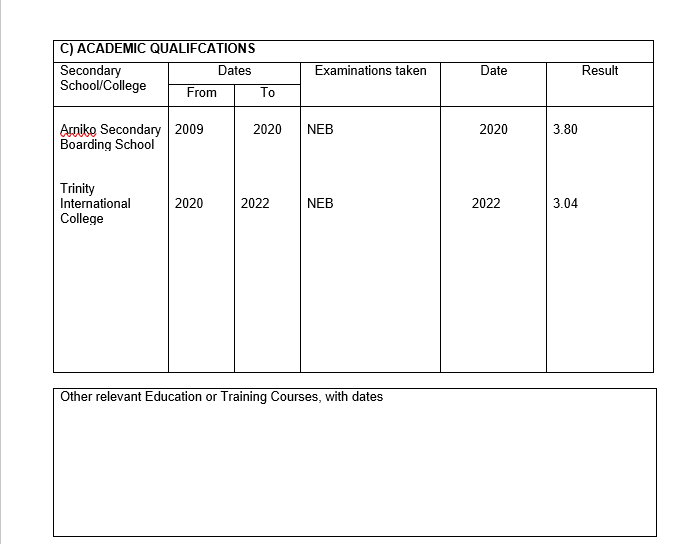 C) ACADEMIC QUALIFCATIONS
Secondary School/College
Dates
From
To
Examinations taken
Date
Result
Arniko Secondary
Boarding School
2009
2020
NEB
2020
3.80
Trinity
International
College
2020
2022
NEB
2022
3.04
Other relevant Education or Training Courses, with dates